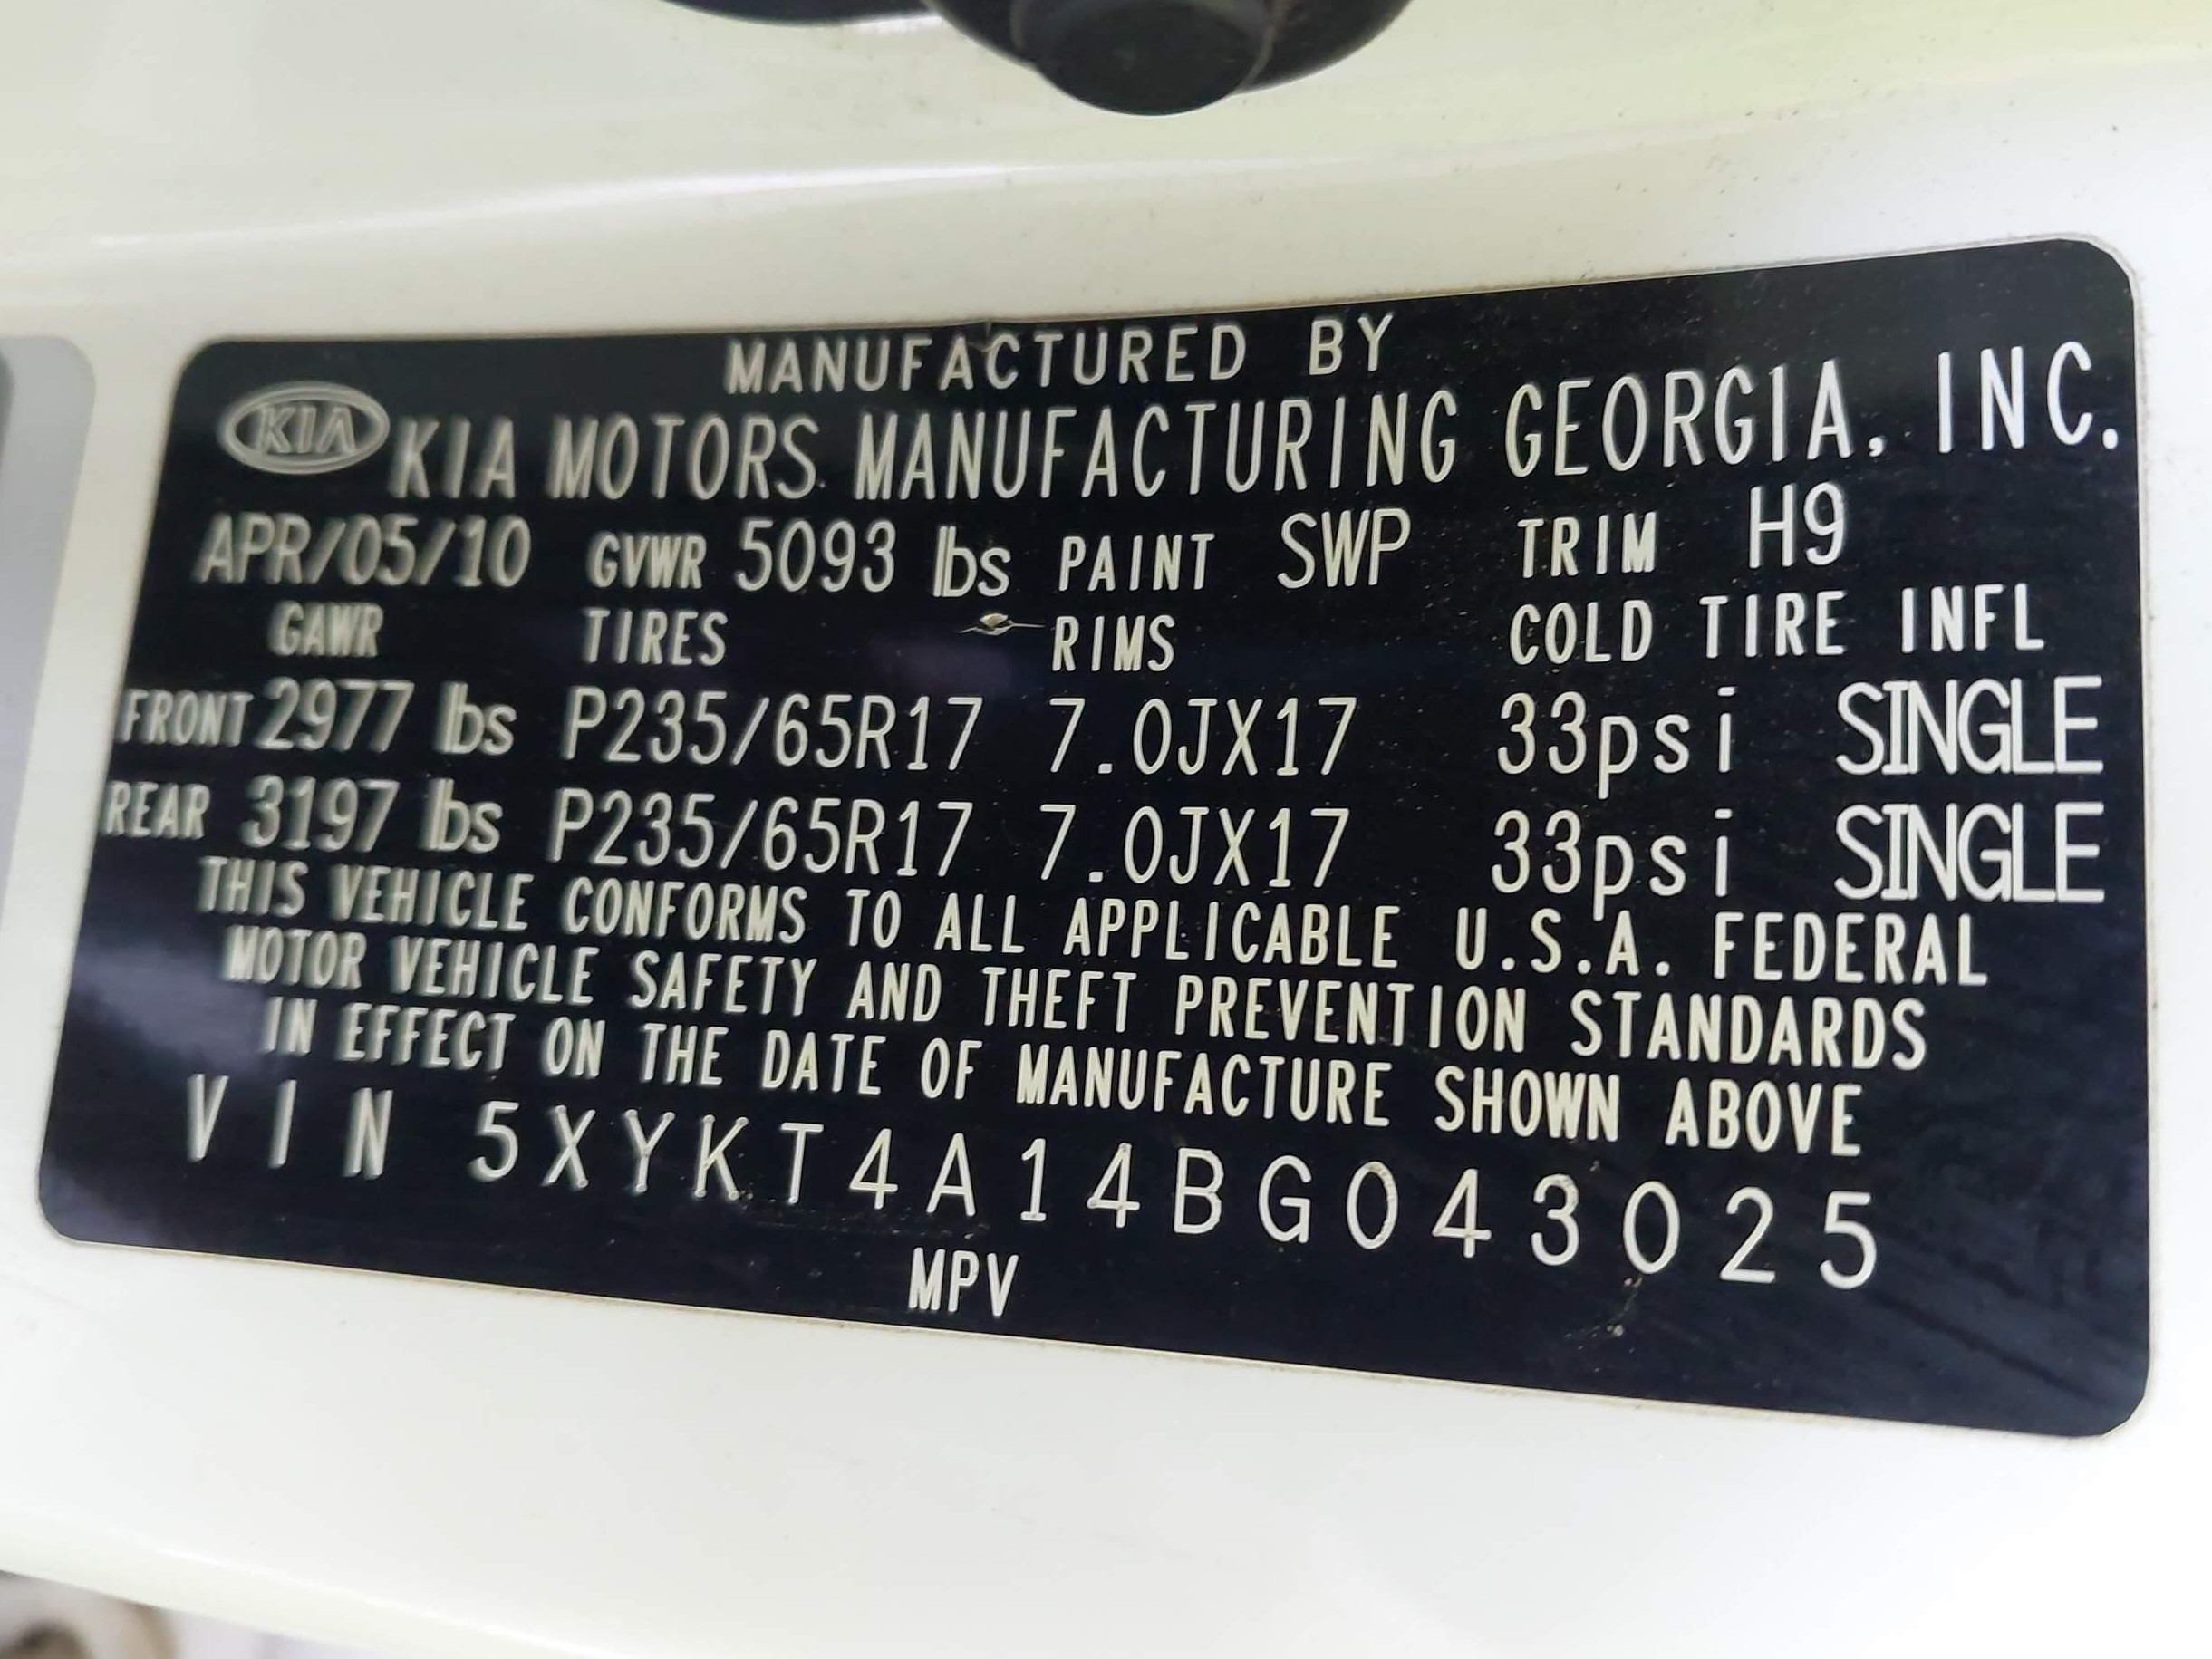 MANUFACTURED BY
KIA KIA MOTORS MANUFACTURING GEORGIA, INC.
APR/05/10 GVWR 5093 lbs PAINT SWP TRIM H9
GAWR TIRES RIMS COLD TIRE INFL
FRONT 2977 lbs P235/65R17 7.0JX17 33psi SINGLE
REAR 3197 lbs P235/65R17 7.0JX17 33psi SINGLE
THIS VEHICLE CONFORMS TO ALL APPLICABLE U.S.A. FEDERAL
MOTOR VEHICLE SAFETY AND THEFT PREVENTION STANDARDS
IN EFFECT ON THE DATE OF MANUFACTURE SHOWN ABOVE
VIN 5XYKT4A14BG043025
MPV